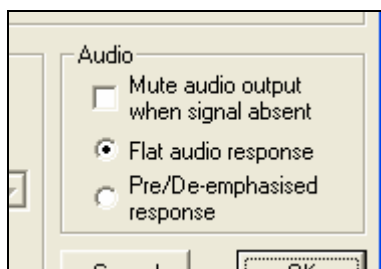 Audio
Mute audio output
when signal absent
Flat audio response
Pre/De-emphasised
response